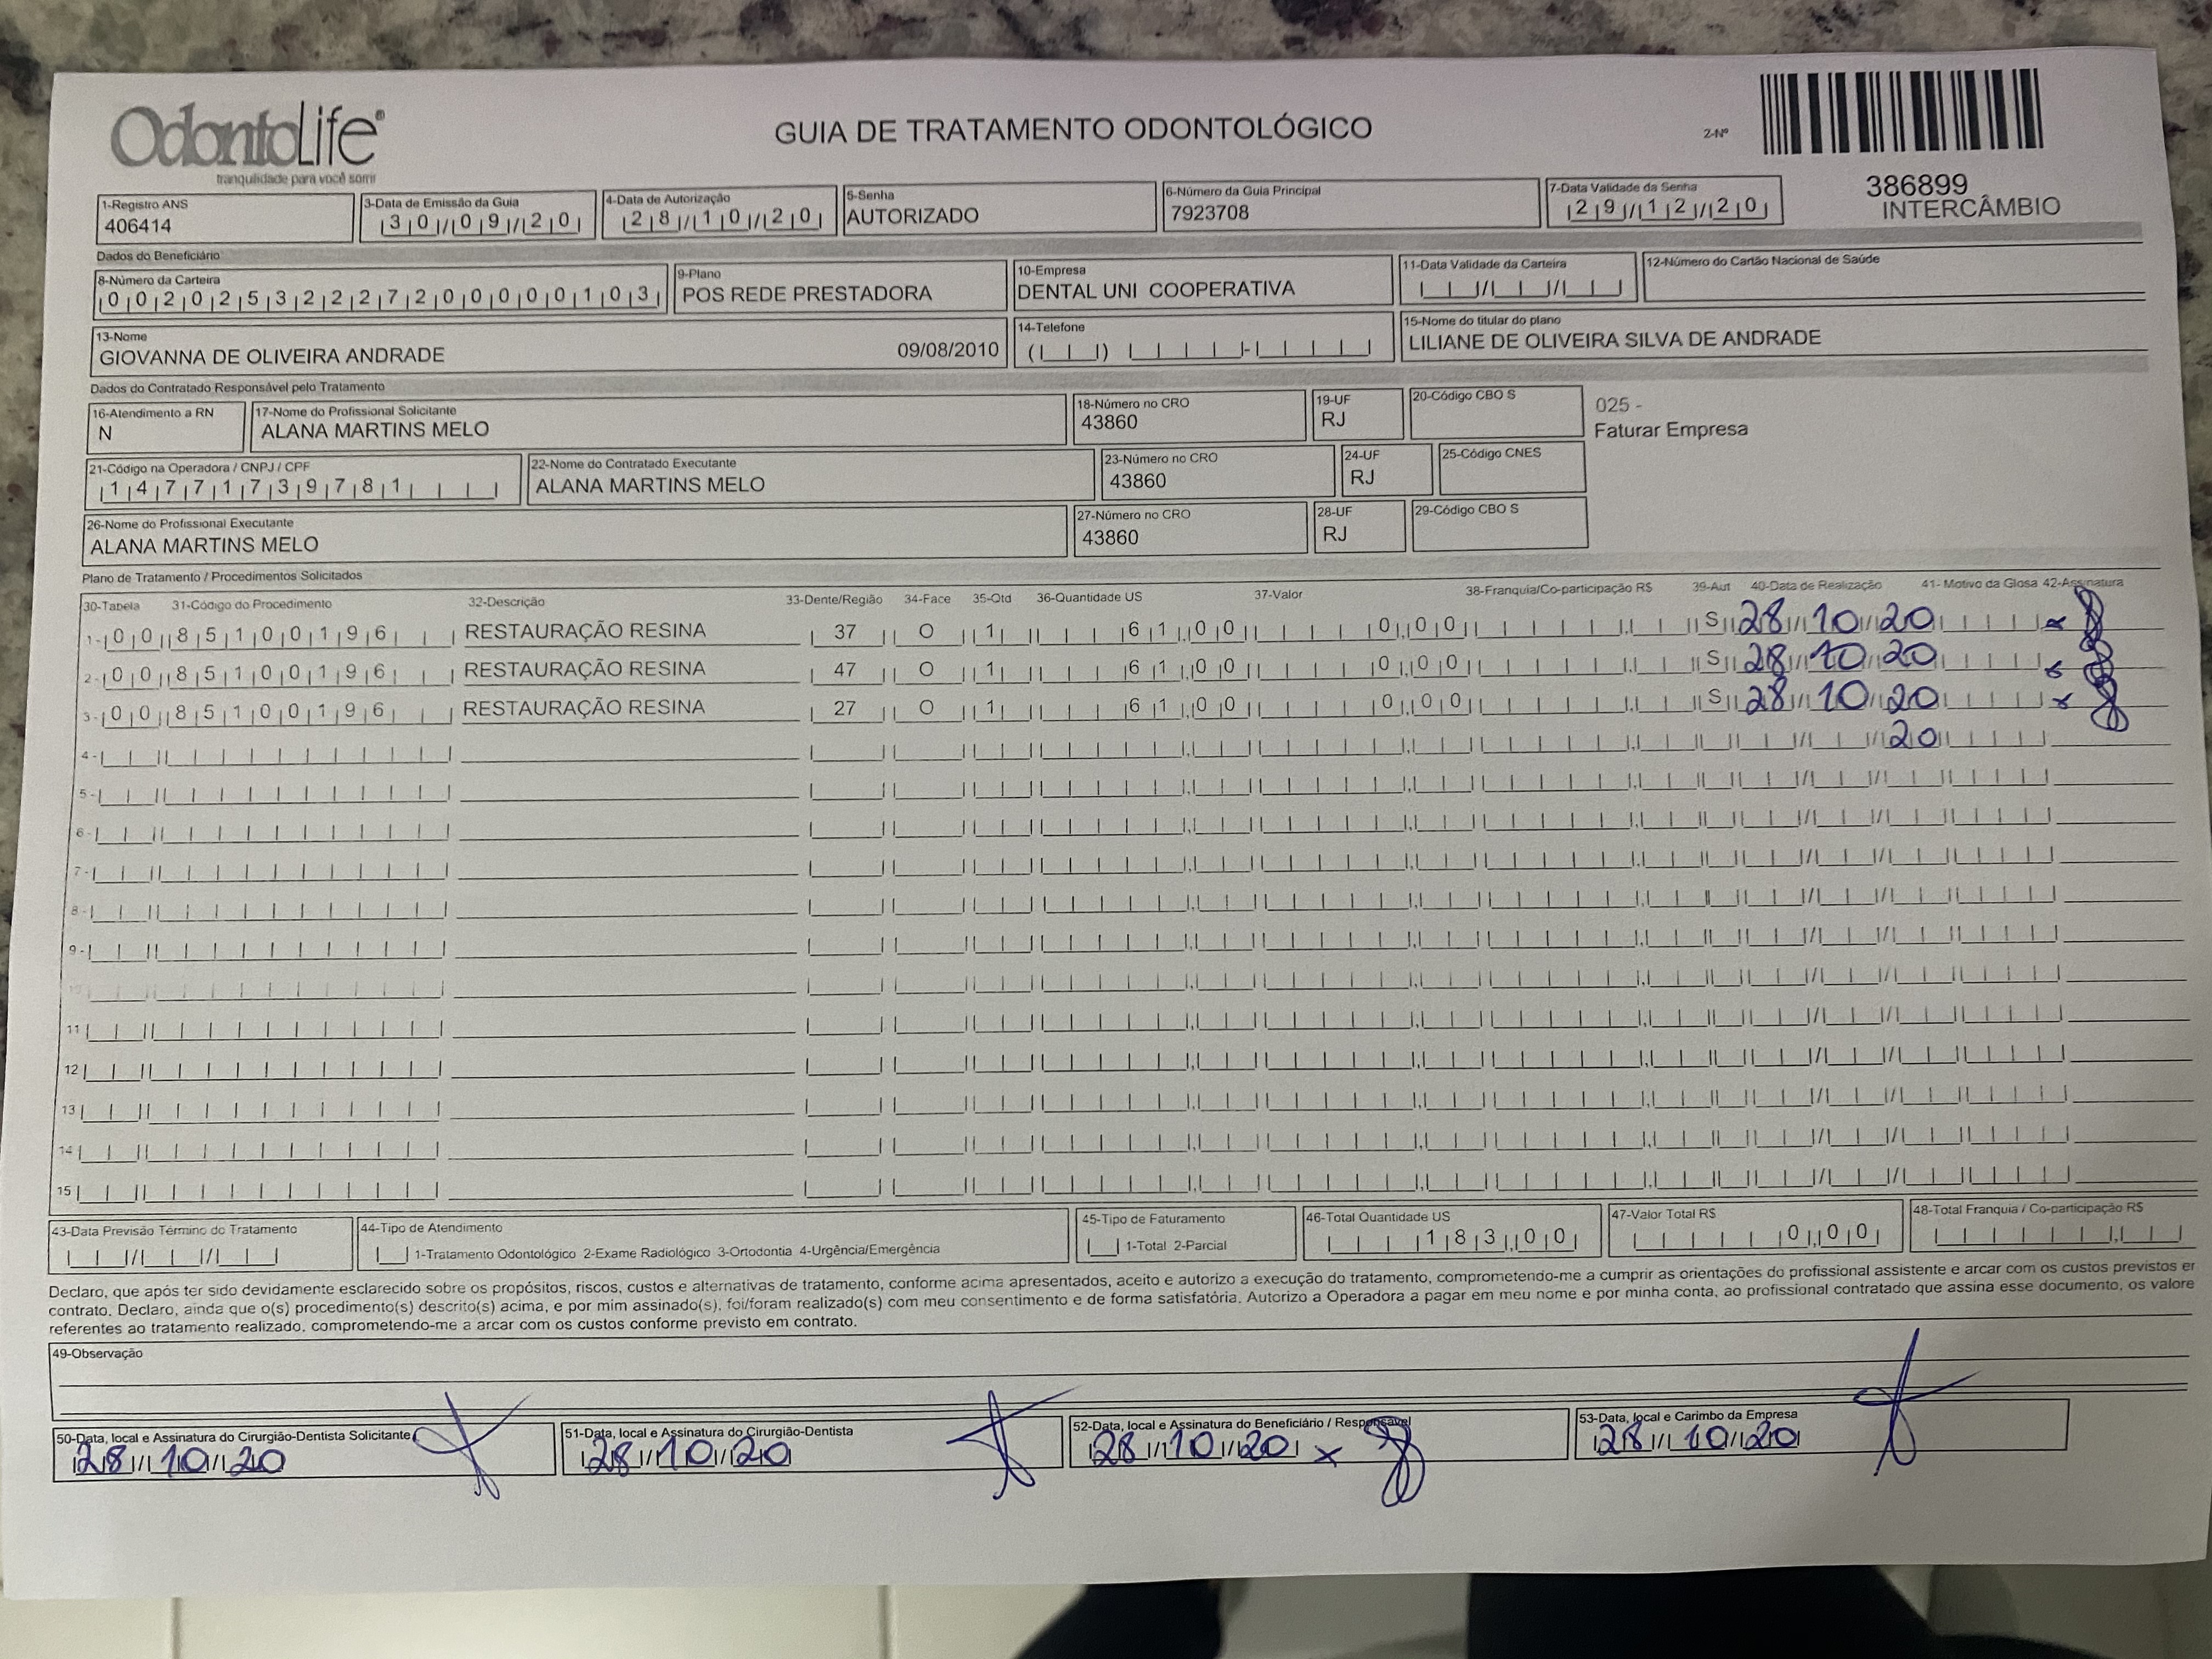 OdontoLife®
tranquilidade para você sorrir
GUIA DE TRATAMENTO ODONTOLÓGICO
2-Nº
386899
INTERCÂMBIO
1-Registro ANS
406414
3-Data de Emissão da Guia
30/09/20
4-Data de Autorização
28/10/20
5-Senha
AUTORIZADO
6-Número da Guia Principal
7923708
7-Data Validade da Senha
29/12/20
Dados do Beneficiário
8-Número da Carteira
00202532227200000103
9-Plano
POS REDE PRESTADORA
10-Empresa
DENTAL UNI COOPERATIVA
11-Data Validade da Carteira
12-Número do Cartão Nacional de Saúde
13-Nome
GIOVANNA DE OLIVEIRA ANDRADE 09/08/2010
14-Telefone
15-Nome do titular do plano
LILIANE DE OLIVEIRA SILVA DE ANDRADE
Dados do Contratado Responsável pelo Tratamento
16-Atendimento a RN
N
17-Nome do Profissional Solicitante
ALANA MARTINS MELO
18-Número no CRO
43860
19-UF
RJ
20-Código CBO S
025 -
Faturar Empresa
21-Código na Operadora / CNPJ / CPF
14771739781
22-Nome do Contratado Executante
ALANA MARTINS MELO
23-Número no CRO
43860
24-UF
RJ
25-Código CNES
26-Nome do Profissional Executante
ALANA MARTINS MELO
27-Número no CRO
43860
28-UF
RJ
29-Código CBO S
Plano de Tratamento / Procedimentos Solicitados
30-Tabela 31-Código do Procedimento 32-Descrição 33-Dente/Região 34-Face 35-Qtd 36-Quantidade US 37-Valor 38-Franquia/Co-participação R$ 39-Aut 40-Data de Realização 41- Motivo da Glosa 42-Assinatura
1- 00 85100196 RESTAURAÇÃO RESINA 37 O 1 61,00 0,00 S 28/10/20 x
2- 00 85100196 RESTAURAÇÃO RESINA 47 O 1 61,00 0,00 S 28/10/20 x
3- 00 85100196 RESTAURAÇÃO RESINA 27 O 1 61,00 0,00 S 28/10/20 x
4- 20
5-
6-
7-
8-
9-
10
11
12
13
14
15
43-Data Previsão Término do Tratamento
44-Tipo de Atendimento
1-Tratamento Odontológico 2-Exame Radiológico 3-Ortodontia 4-Urgência/Emergência
45-Tipo de Faturamento
1-Total 2-Parcial
46-Total Quantidade US
183,00
47-Valor Total R$
0,00
48-Total Franquia / Co-participação R$
Declaro, que após ter sido devidamente esclarecido sobre os propósitos, riscos, custos e alternativas de tratamento, conforme acima apresentados, aceito e autorizo a execução do tratamento, comprometendo-me a cumprir as orientações do profissional assistente e arcar com os custos previstos er
contrato. Declaro, ainda que o(s) procedimento(s) descrito(s) acima, e por mim assinado(s), foi/foram realizado(s) com meu consentimento e de forma satisfatória. Autorizo a Operadora a pagar em meu nome e por minha conta, ao profissional contratado que assina esse documento, os valore
referentes ao tratamento realizado, comprometendo-me a arcar com os custos conforme previsto em contrato.
49-Observação
50-Data, local e Assinatura do Cirurgião-Dentista Solicitante
28/10/20
51-Data, local e Assinatura do Cirurgião-Dentista
28/10/20
52-Data, local e Assinatura do Beneficiário / Responsável
28/10/20 x
53-Data, local e Carimbo da Empresa
28/10/20